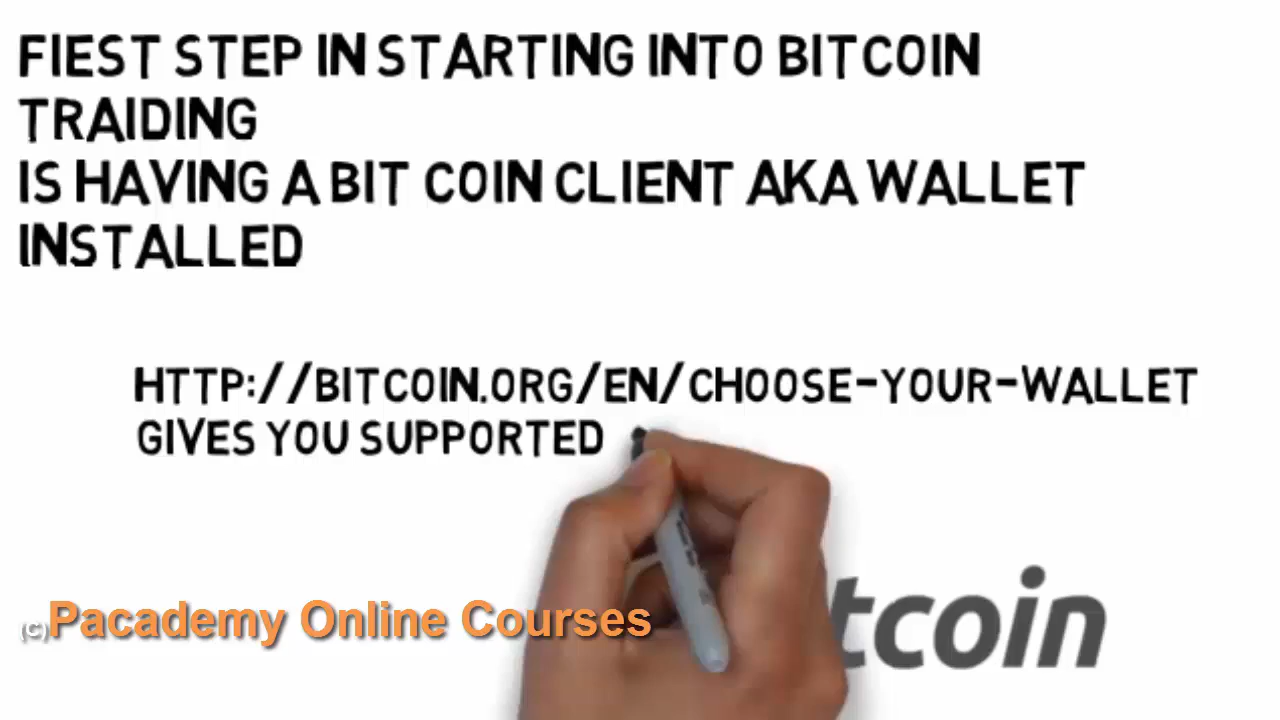 FIEST STEP IN STARTING INTO BITCOIN
TRAIDING
IS HAVING A BIT COIN CLIENT AKA WALLET
INSTALLED
HTTP://BITCOIN.ORG/EN/CHOOSE-YOUR-WALLET
GIVES YOU SUPPORTED
(C)Pacademy Online Courses
tcoin